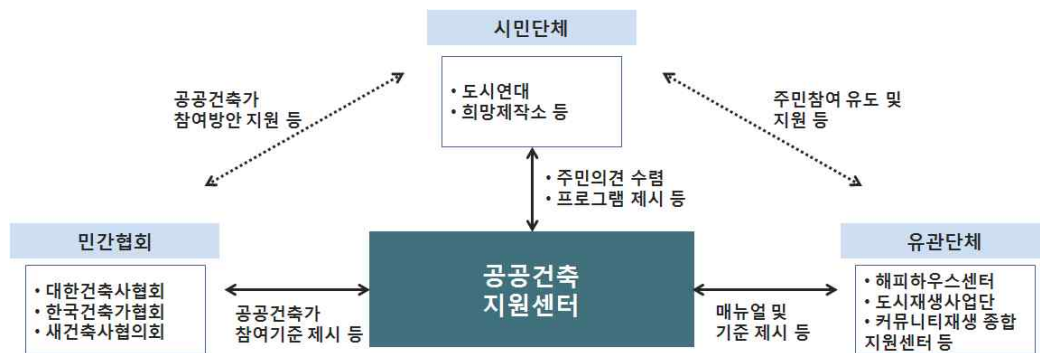 시민단체
• 도시연대
• 희망제작소 등
공공건축가
참여방안 지원 등
주민참여 유도 및
지원 등
• 주민의견 수렴
• 프로그램 제시 등
민간협회
• 대한건축사협회
• 한국건축가협회
• 새건축사협의회
공공건축가
참여기준 제시 등
공공건축
지원센터
매뉴얼 및
기준 제시 등
유관단체
• 해피하우스센터
• 도시재생사업단
• 커뮤니티재생 종합
지원센터 등